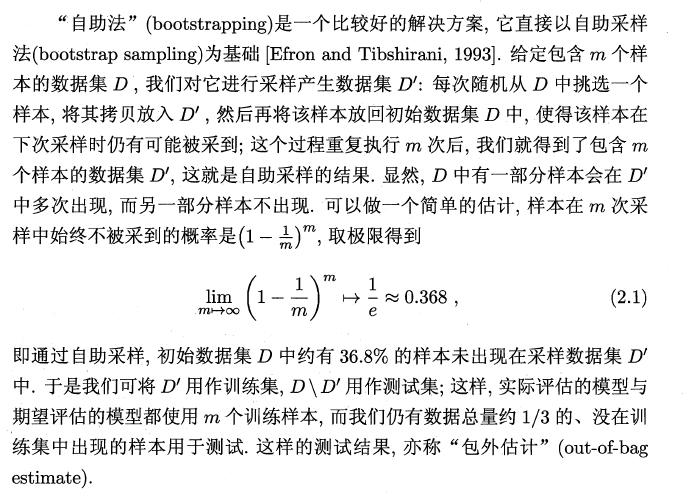 “自助法”(bootstrapping)是一个比较好的解决方案, 它直接以自助采样
法(bootstrap sampling)为基础 [Efron and Tibshirani, 1993]. 给定包含 m 个样
本的数据集 D , 我们对它进行采样产生数据集 D′: 每次随机从 D 中挑选一个
样本, 将其拷贝放入 D′ , 然后再将该样本放回初始数据集 D 中, 使得该样本在
下次采样时仍有可能被采到; 这个过程重复执行 m 次后, 我们就得到了包含 m
个样本的数据集 D′, 这就是自助采样的结果. 显然, D 中有一部分样本会在 D′
中多次出现, 而另一部分样本不出现. 可以做一个简单的估计, 样本在 m 次采
样中始终不被采到的概率是(1 − 1/m)^m, 取极限得到
lim m↦∞ (1 − 1/m)^m ↦ 1/e ≈ 0.368 , (2.1)
即通过自助采样, 初始数据集 D 中约有 36.8% 的样本未出现在采样数据集 D′
中. 于是我们可将 D′ 用作训练集, D\D′ 用作测试集; 这样, 实际评估的模型与
期望评估的模型都使用 m 个训练样本, 而我们仍有数据总量约 1/3 的、没在训
练集中出现的样本用于测试. 这样的测试结果, 亦称“包外估计”(out-of-bag
estimate).